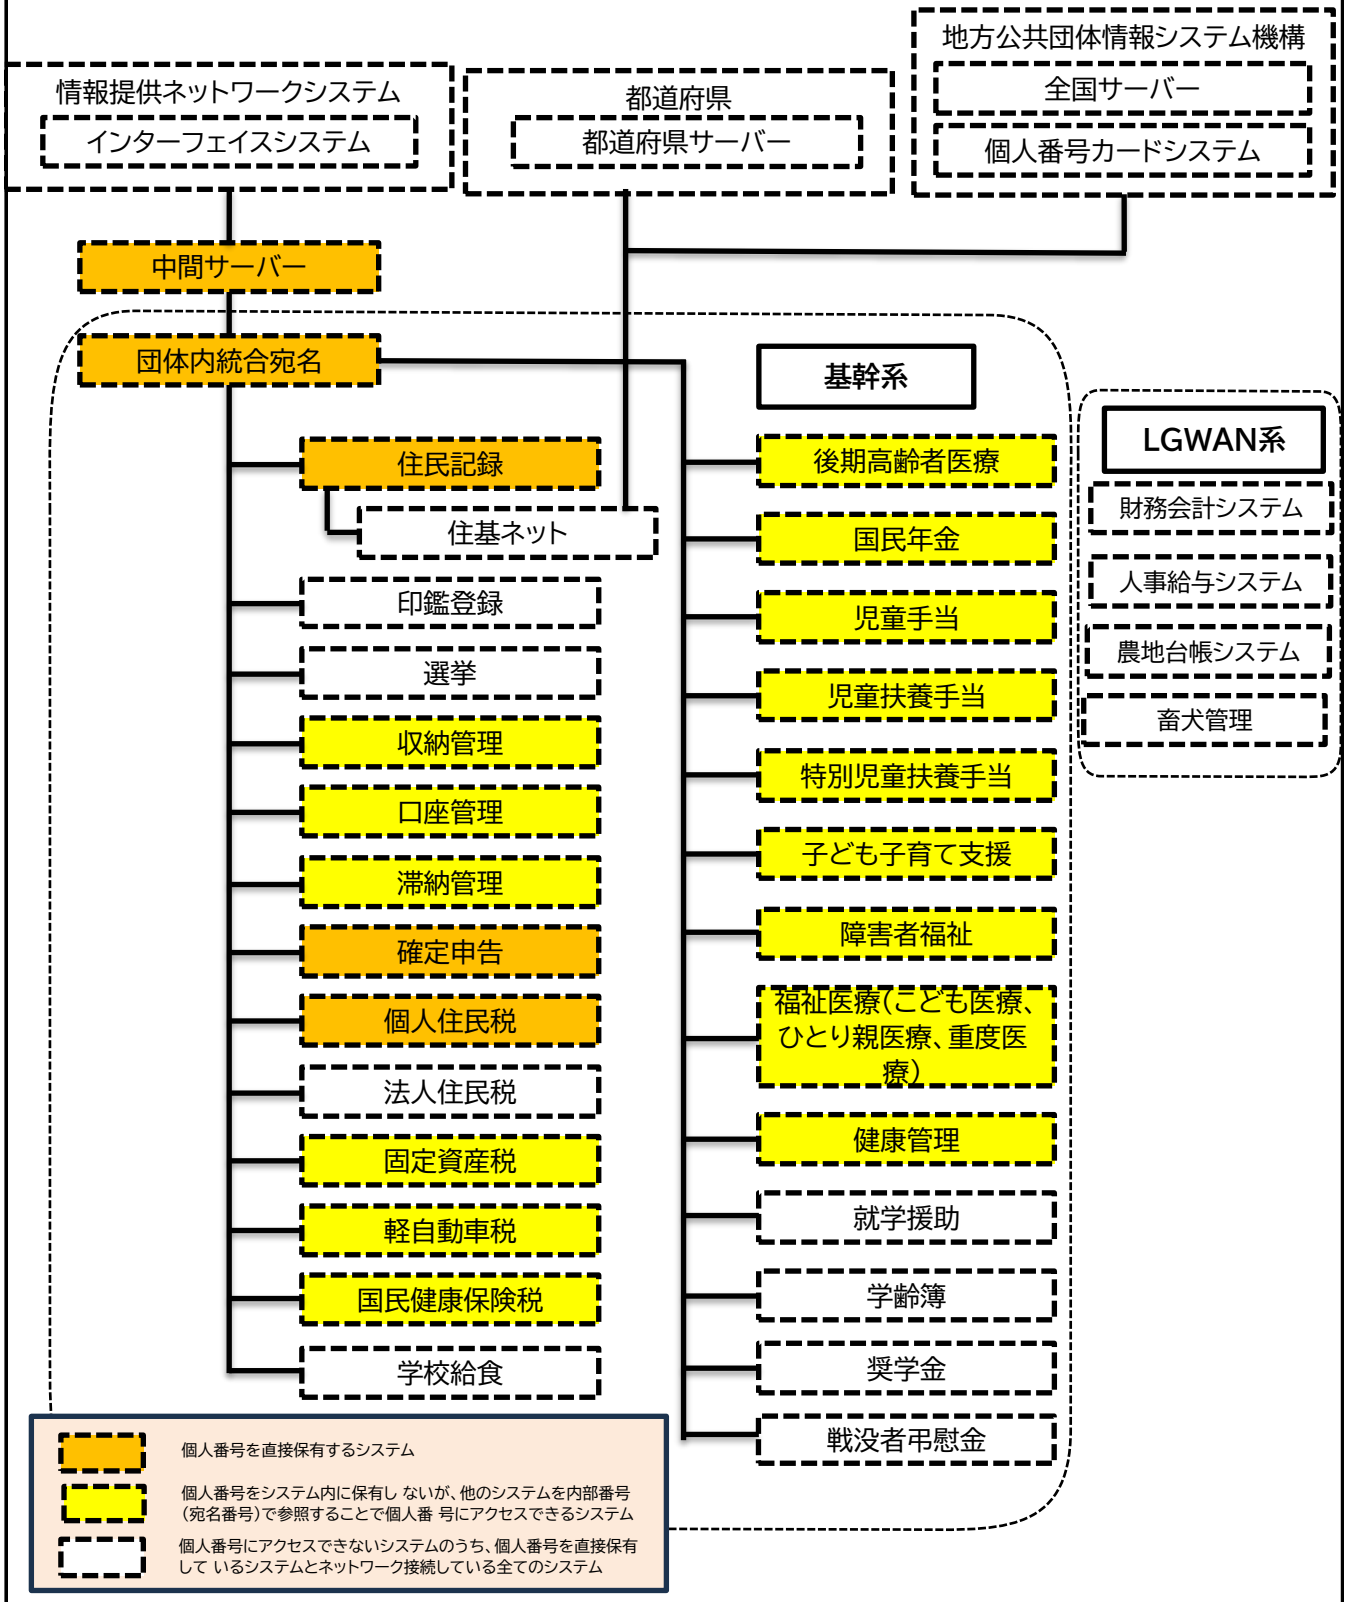 地方公共団体情報システム機構
全国サーバー
個人番号カードシステム
情報提供ネットワークシステム
インターフェイスシステム
都道府県
都道府県サーバー
中間サーバー
団体内統合宛名
住民記録
住基ネット
印鑑登録
選挙
収納管理
口座管理
滞納管理
確定申告
個人住民税
法人住民税
固定資産税
軽自動車税
国民健康保険税
学校給食
基幹系
後期高齢者医療
国民年金
児童手当
児童扶養手当
特別児童扶養手当
子ども子育て支援
障害者福祉
福祉医療(こども医療、
ひとり親医療、重度医
療)
健康管理
就学援助
学齢簿
奨学金
戦没者弔慰金
LGWAN系
財務会計システム
人事給与システム
農地台帳システム
畜犬管理
個人番号を直接保有するシステム
個人番号をシステム内に保有し ないが、他のシステムを内部番号
(宛名番号)で参照することで個人番 号にアクセスできるシステム
個人番号にアクセスできないシステムのうち、個人番号を直接保有
して いるシステムとネットワーク接続している全てのシステム